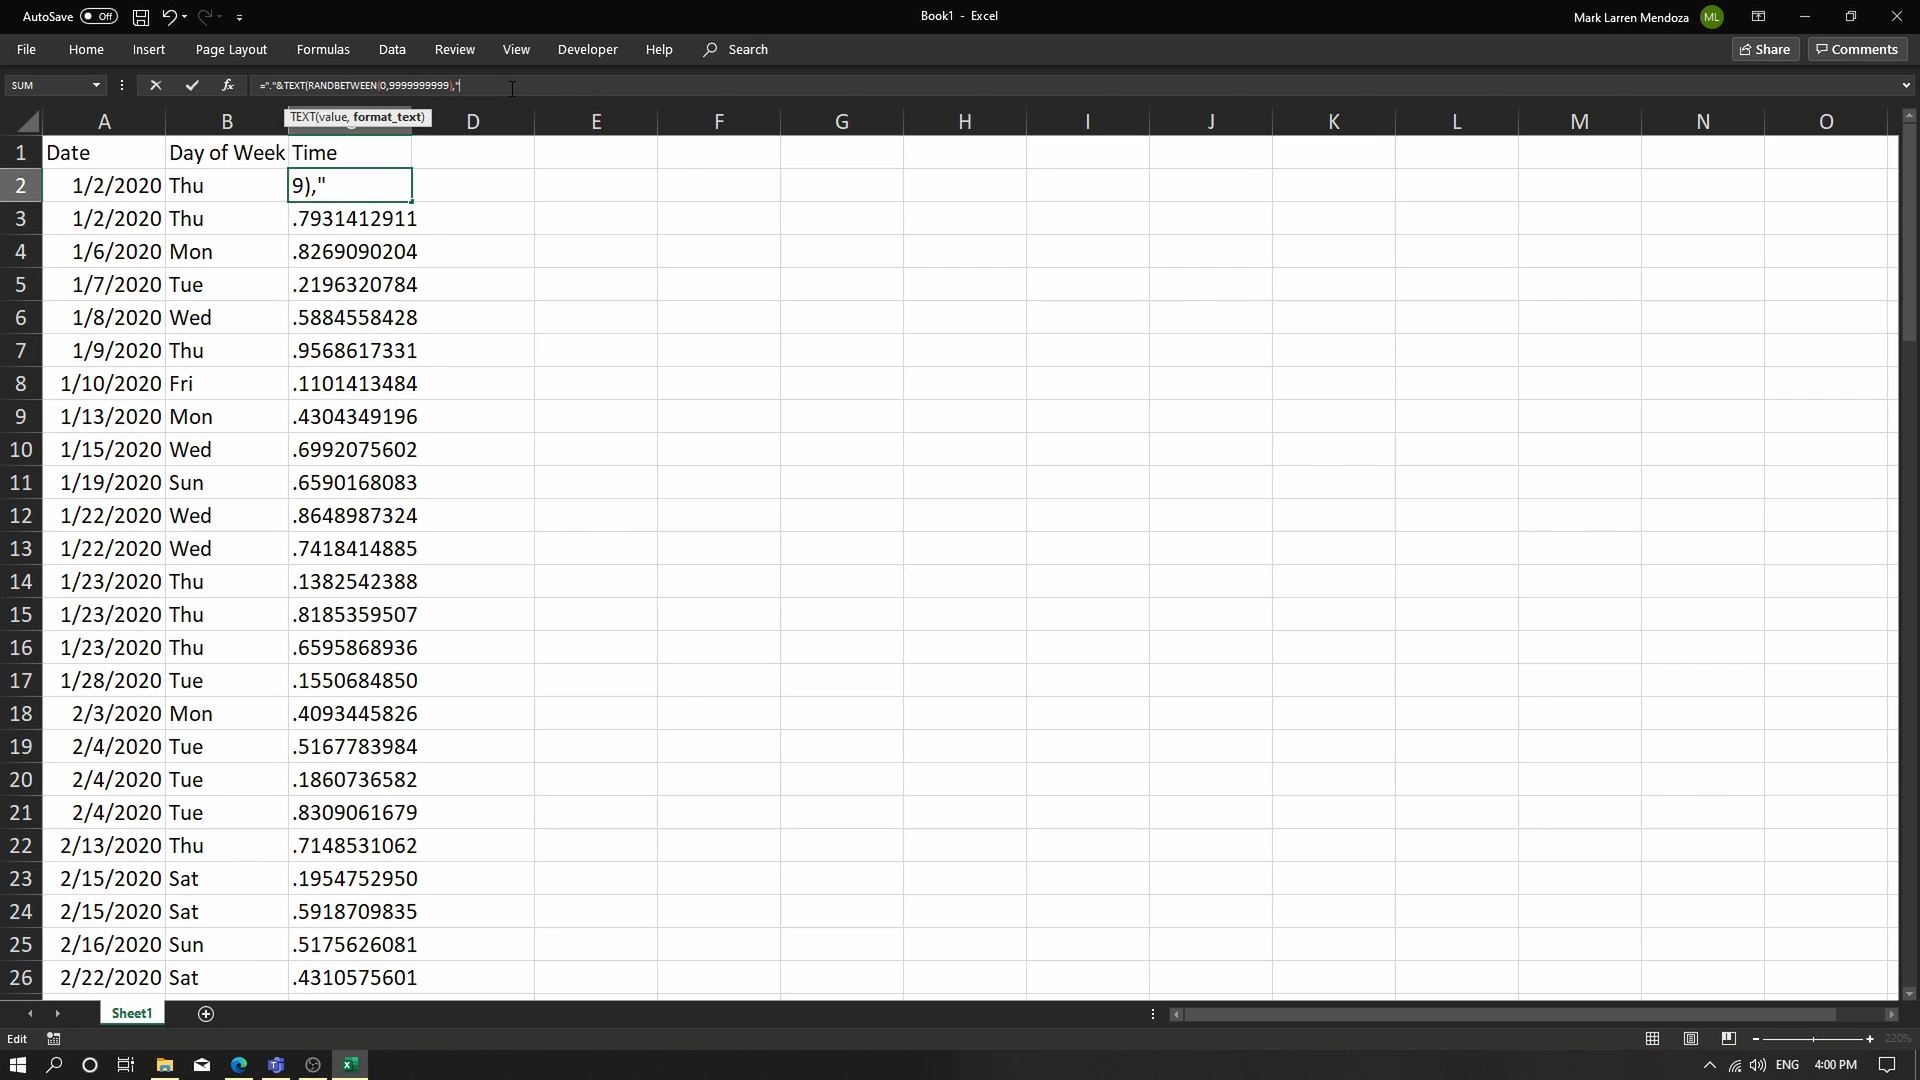 AutoSave Off Book1 - Excel Mark Larren Mendoza ML
File Home Insert Page Layout Formulas Data Review View Developer Help Search Share Comments
SUM fx ="."&TEXT(RANDBETWEEN(0,9999999999),"
TEXT(value, format_text)
A B C D E F G H I J K L M N O
1 Date Day of Week Time
2 1/2/2020 Thu 9),"
3 1/2/2020 Thu .7931412911
4 1/6/2020 Mon .8269090204
5 1/7/2020 Tue .2196320784
6 1/8/2020 Wed .5884558428
7 1/9/2020 Thu .9568617331
8 1/10/2020 Fri .1101413484
9 1/13/2020 Mon .4304349196
10 1/15/2020 Wed .6992075602
11 1/19/2020 Sun .6590168083
12 1/22/2020 Wed .8648987324
13 1/22/2020 Wed .7418414885
14 1/23/2020 Thu .1382542388
15 1/23/2020 Thu .8185359507
16 1/23/2020 Thu .6595868936
17 1/28/2020 Tue .1550684850
18 2/3/2020 Mon .4093445826
19 2/4/2020 Tue .5167783984
20 2/4/2020 Tue .1860736582
21 2/4/2020 Tue .8309061679
22 2/13/2020 Thu .7148531062
23 2/15/2020 Sat .1954752950
24 2/15/2020 Sat .5918709835
25 2/16/2020 Sun .5175626081
26 2/22/2020 Sat .4310575601
Sheet1
Edit 220%
ENG 4:00 PM